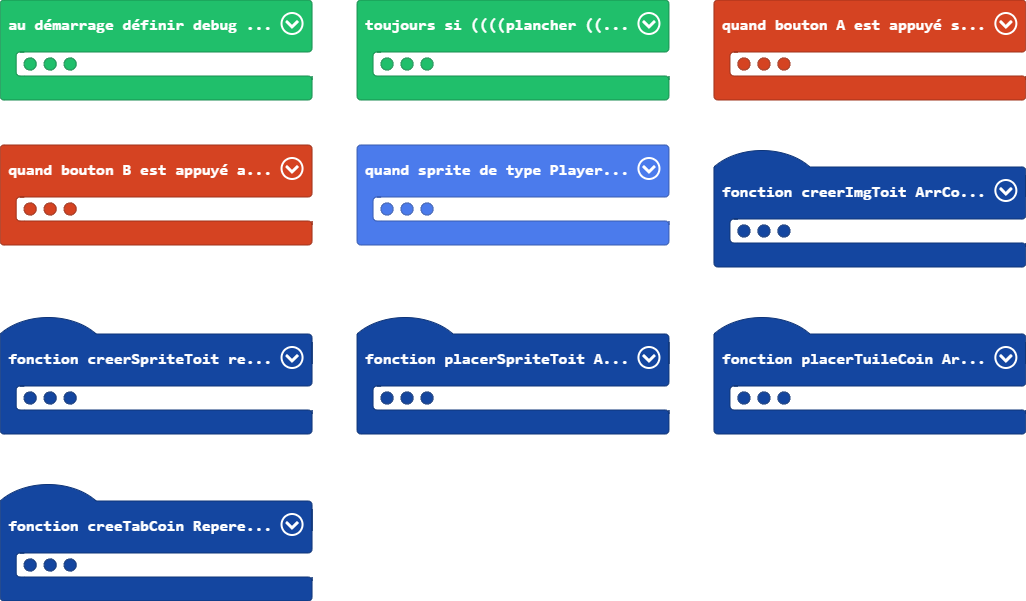 au démarrage définir debug ...
toujours si ((((plancher ((...
quand bouton A est appuyé s...
quand bouton B est appuyé a...
quand sprite de type Player...
fonction creerImgToit ArrCo...
fonction creerSpriteToit re...
fonction placerSpriteToit A...
fonction placerTuileCoin Ar...
fonction creeTabCoin Repere...